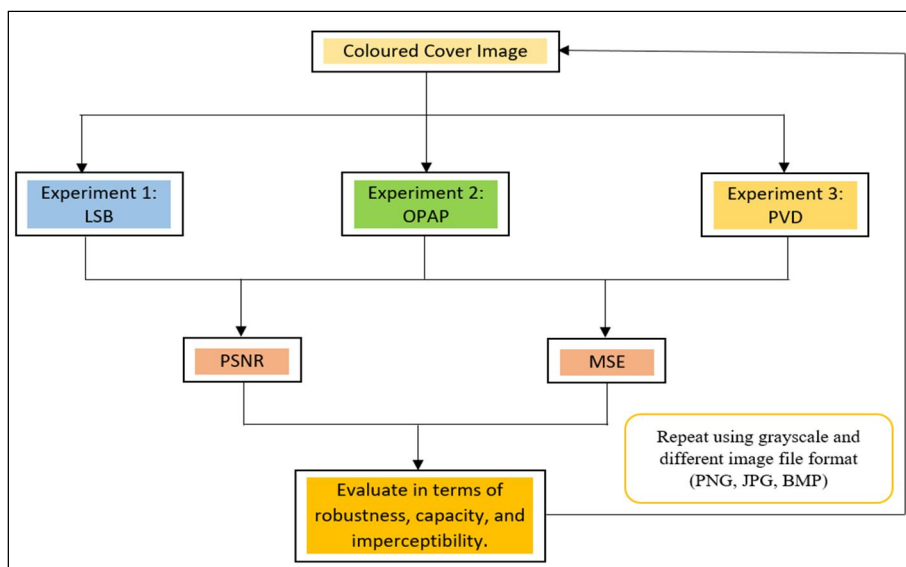 Coloured Cover Image
Experiment 1:
LSB
Experiment 2:
OPAP
Experiment 3:
PVD
PSNR
MSE
Repeat using grayscale and
different image file format
(PNG, JPG, BMP)
Evaluate in terms of
robustness, capacity, and
imperceptibility.